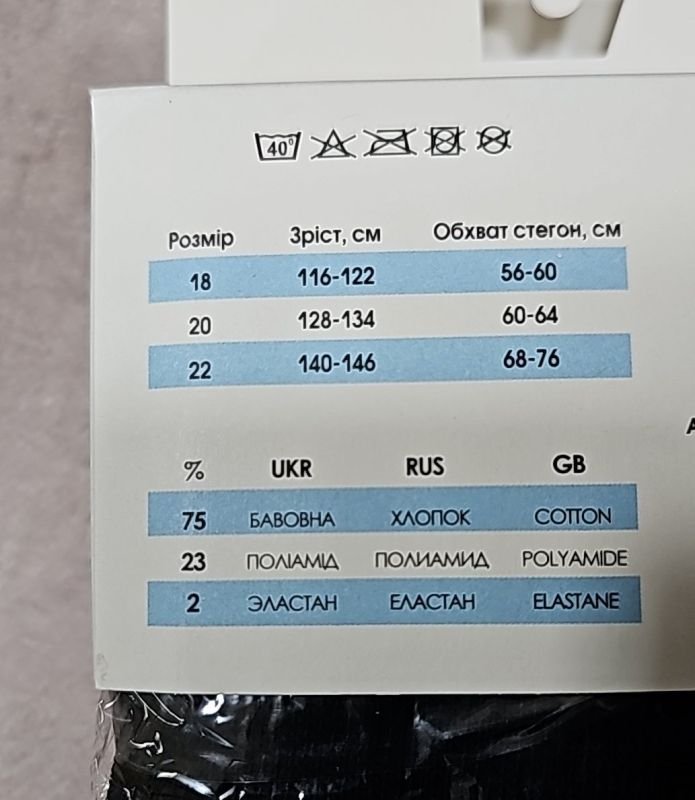 40°
Розмір Зріст, см Обхват стегон, см
18 116-122 56-60
20 128-134 60-64
22 140-146 68-76
% UKR RUS GB
75 БАВОВНА ХЛОПОК COTTON
23 ПОЛІАМІД ПОЛИАМИД POLYAMIDE
2 ЭЛАСТАН ЕЛАСТАН ELASTANE